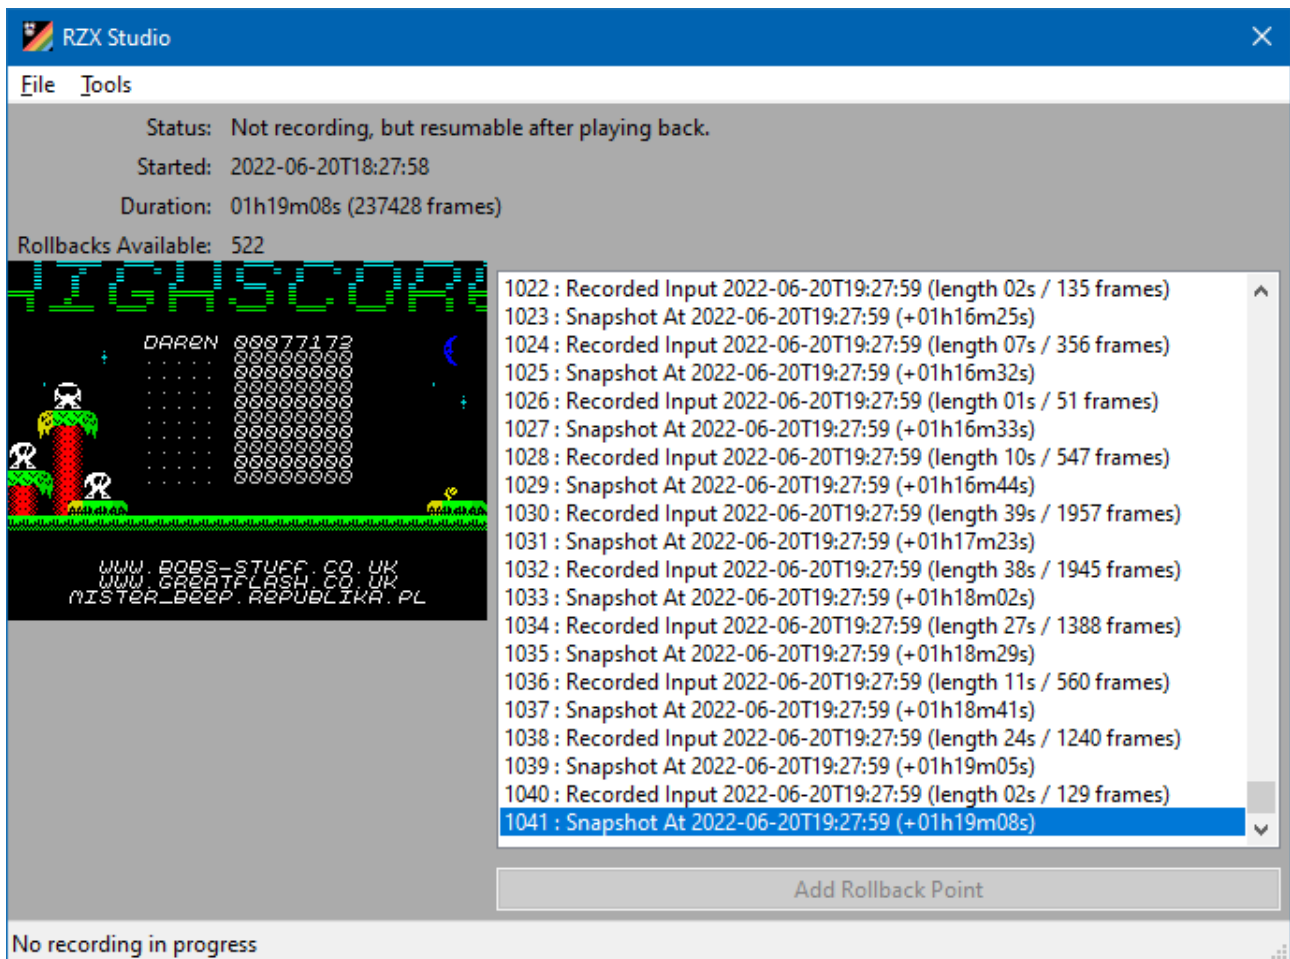 RZX Studio
File Tools
Status: Not recording, but resumable after playing back.
Started: 2022-06-20T18:27:58
Duration: 01h19m08s (237428 frames)
Rollbacks Available: 522
HIGHSCORE
DAREN 00077172
..... 00000000
..... 00000000
..... 00000000
..... 00000000
..... 00000000
..... 00000000
..... 00000000
..... 00000000
..... 00000000
WWW.BOBS-STUFF.CO.UK
WWW.GREATFLASH.CO.UK
MISTER_BEEP.REPUBLIKA.PL
1022 : Recorded Input 2022-06-20T19:27:59 (length 02s / 135 frames)
1023 : Snapshot At 2022-06-20T19:27:59 (+01h16m25s)
1024 : Recorded Input 2022-06-20T19:27:59 (length 07s / 356 frames)
1025 : Snapshot At 2022-06-20T19:27:59 (+01h16m32s)
1026 : Recorded Input 2022-06-20T19:27:59 (length 01s / 51 frames)
1027 : Snapshot At 2022-06-20T19:27:59 (+01h16m33s)
1028 : Recorded Input 2022-06-20T19:27:59 (length 10s / 547 frames)
1029 : Snapshot At 2022-06-20T19:27:59 (+01h16m44s)
1030 : Recorded Input 2022-06-20T19:27:59 (length 39s / 1957 frames)
1031 : Snapshot At 2022-06-20T19:27:59 (+01h17m23s)
1032 : Recorded Input 2022-06-20T19:27:59 (length 38s / 1945 frames)
1033 : Snapshot At 2022-06-20T19:27:59 (+01h18m02s)
1034 : Recorded Input 2022-06-20T19:27:59 (length 27s / 1388 frames)
1035 : Snapshot At 2022-06-20T19:27:59 (+01h18m29s)
1036 : Recorded Input 2022-06-20T19:27:59 (length 11s / 560 frames)
1037 : Snapshot At 2022-06-20T19:27:59 (+01h18m41s)
1038 : Recorded Input 2022-06-20T19:27:59 (length 24s / 1240 frames)
1039 : Snapshot At 2022-06-20T19:27:59 (+01h19m05s)
1040 : Recorded Input 2022-06-20T19:27:59 (length 02s / 129 frames)
1041 : Snapshot At 2022-06-20T19:27:59 (+01h19m08s)
Add Rollback Point
No recording in progress